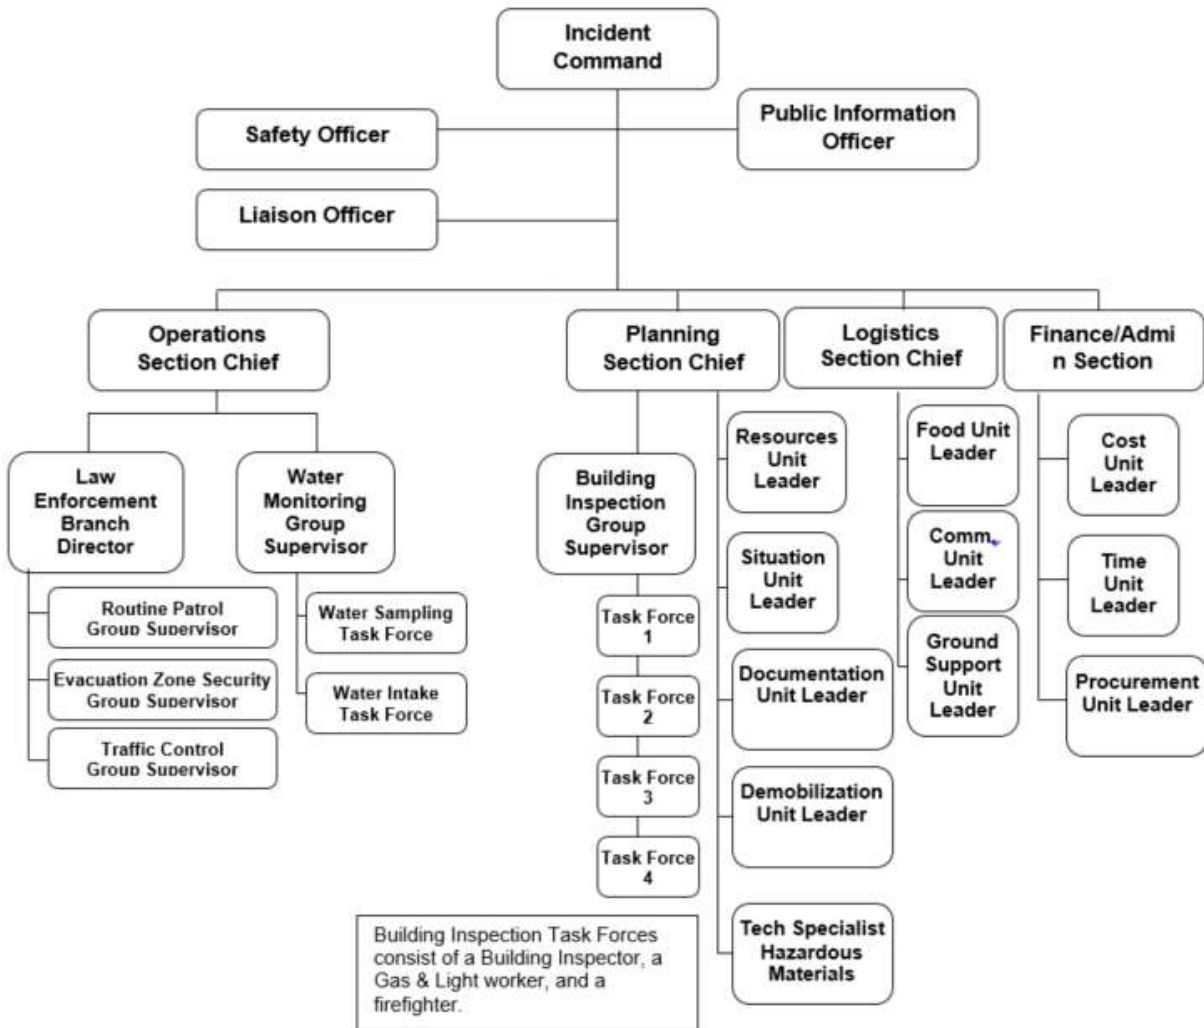 Incident
Command
Safety Officer
Public Information
Officer
Liaison Officer
Operations
Section Chief
Planning
Section Chief
Logistics
Section Chief
Finance/Admi
n Section
Law
Enforcement
Branch
Director
Water
Monitoring
Group
Supervisor
Building
Inspection
Group
Supervisor
Resources
Unit
Leader
Food Unit
Leader
Cost
Unit
Leader
Situation
Unit
Leader
Comm.
Unit
Leader
Time
Unit
Leader
Routine Patrol
Group Supervisor
Water Sampling
Task Force
Task Force
1
Evacuation Zone Security
Group Supervisor
Water Intake
Task Force
Task Force
2
Documentation
Unit Leader
Ground
Support
Unit
Leader
Procurement
Unit Leader
Traffic Control
Group Supervisor
Task Force
3
Demobilization
Unit Leader
Task Force
4
Tech Specialist
Hazardous
Materials
Building Inspection Task Forces
consist of a Building Inspector, a
Gas & Light worker, and a
firefighter.